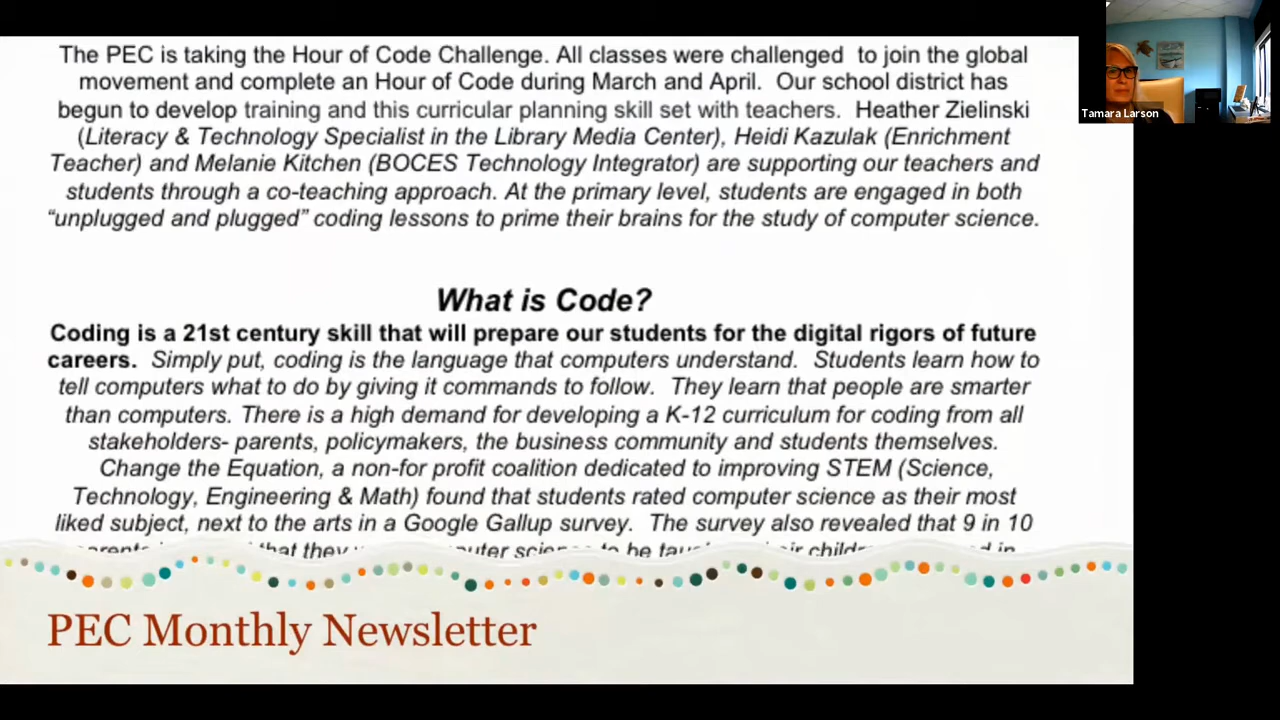 The PEC is taking the Hour of Code Challenge. All classes were challenged to join the global
movement and complete an Hour of Code during March and April. Our school district has
begun to develop training and this curricular planning skill set with teachers. Heather Zielinski
(Literacy & Technology Specialist in the Library Media Center), Heidi Kazulak (Enrichment
Teacher) and Melanie Kitchen (BOCES Technology Integrator) are supporting our teachers and
students through a co-teaching approach. At the primary level, students are engaged in both
“unplugged and plugged” coding lessons to prime their brains for the study of computer science.
What is Code?
Coding is a 21st century skill that will prepare our students for the digital rigors of future
careers. Simply put, coding is the language that computers understand. Students learn how to
tell computers what to do by giving it commands to follow. They learn that people are smarter
than computers. There is a high demand for developing a K-12 curriculum for coding from all
stakeholders- parents, policymakers, the business community and students themselves.
Change the Equation, a non-for profit coalition dedicated to improving STEM (Science,
Technology, Engineering & Math) found that students rated computer science as their most
liked subject, next to the arts in a Google Gallup survey. The survey also revealed that 9 in 10
that they
PEC Monthly Newsletter
Tamara Larson